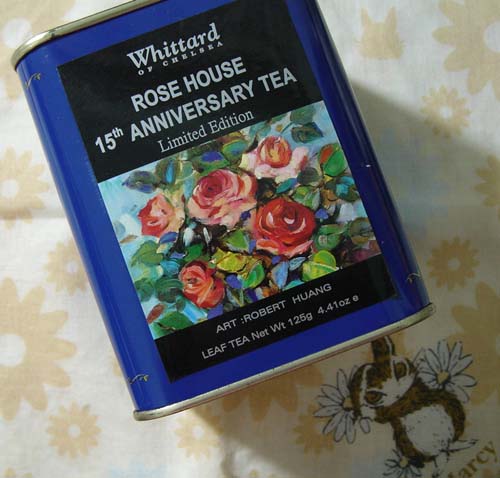 Whittard
OF CHELSEA
ROSE HOUSE
15th ANNIVERSARY TEA
Limited Edition
ART :ROBERT HUANG
LEAF TEA Net Wt 125g 4.41oz e
Marcy